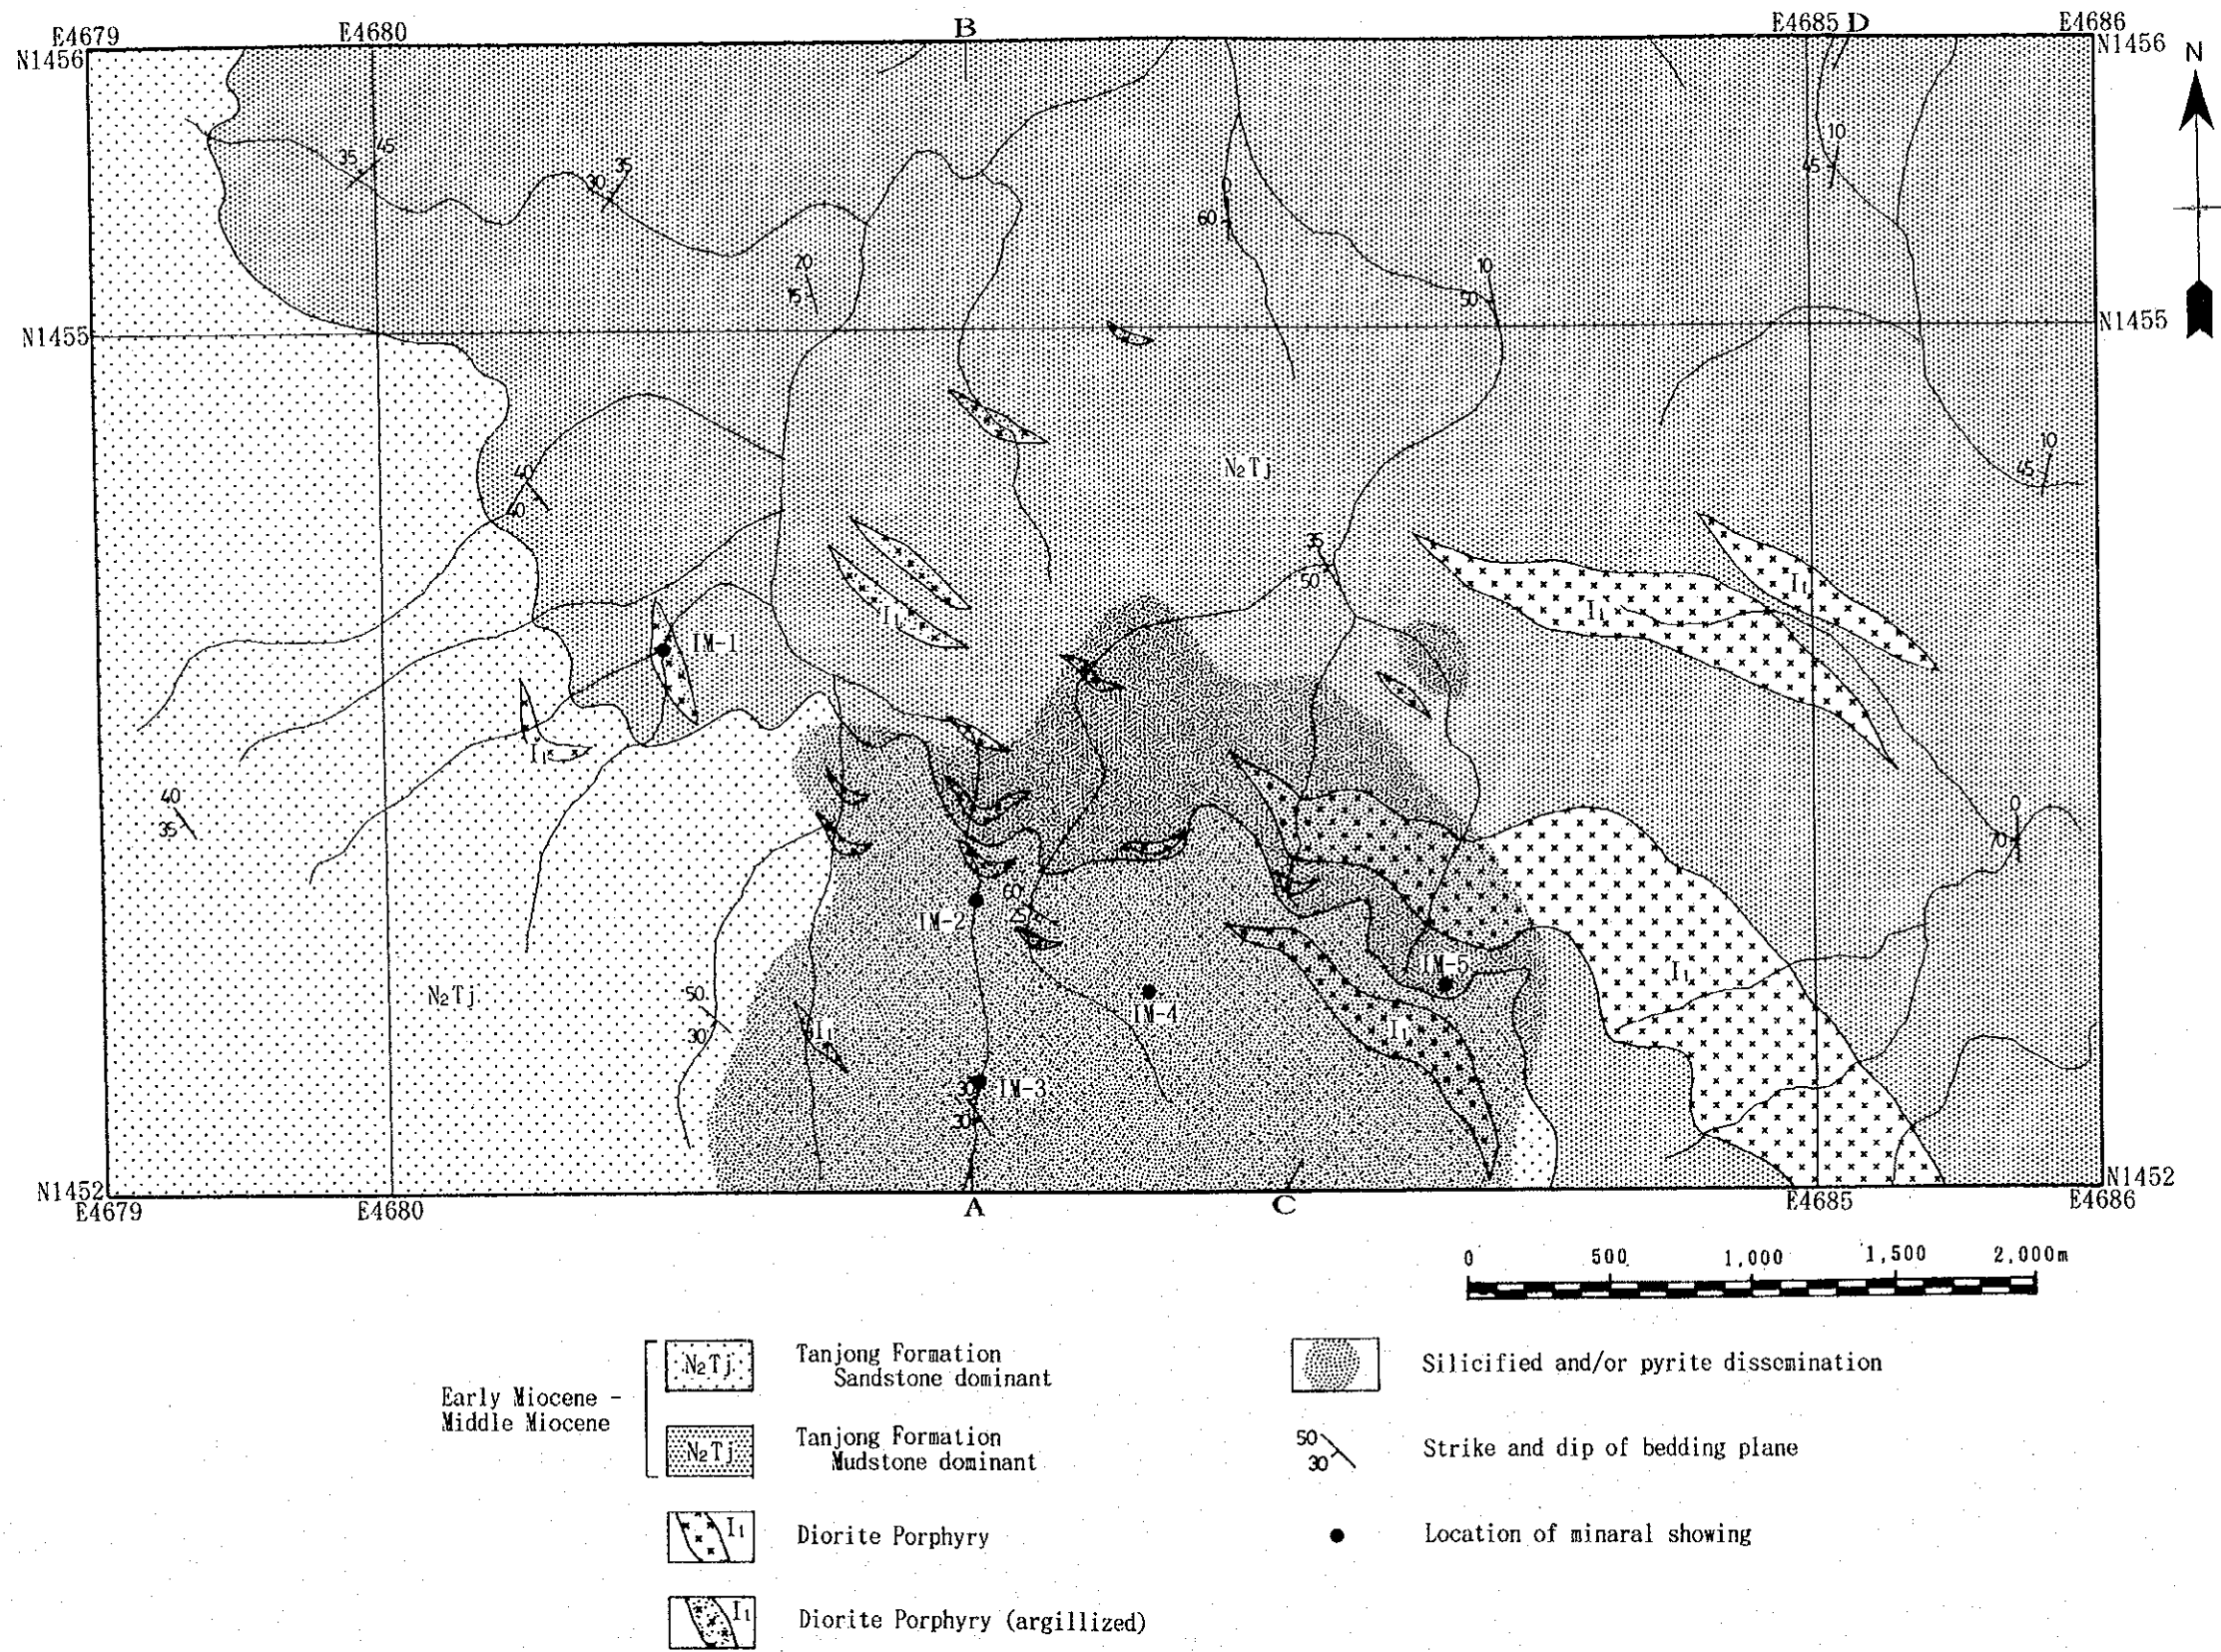 E4679 E4680 B E4685 D E4686
N1456 N1456
N
35 45
30 35
10
45
0
60
20
15
10
50
N1455 N1455
10
45
40
40
N₂Tj
35
50
I₁
I₁
I₁
IM-1
I₁
40
35
0
70
60
25
IM-2
IM-5
I₁
N₂Tj
50
30
IM-4
I₁
I₁
30
IM-3
30
N1452 N1452
E4679 E4680 A C E4685 E4686
0 500 1,000 1,500 2,000m
Early Miocene -
Middle Miocene
N₂Tj Tanjong Formation
Sandstone dominant
N₂Tj Tanjong Formation
Mudstone dominant
I₁ Diorite Porphyry
I₁ Diorite Porphyry (argillized)
Silicified and/or pyrite dissemination
50
30 Strike and dip of bedding plane
Location of minaral showing